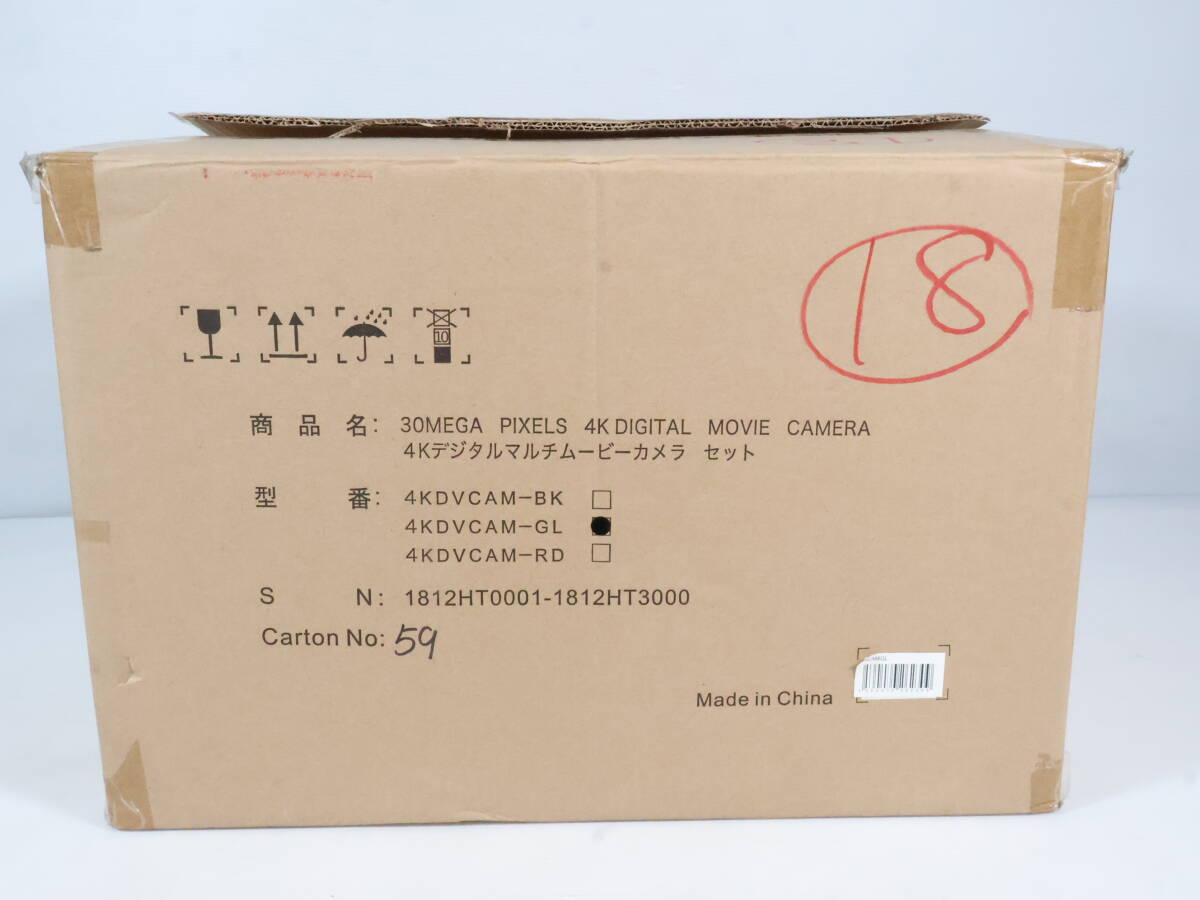 18
10
商品名: 30MEGA PIXELS 4K DIGITAL MOVIE CAMERA
4Kデジタルマルチムービーカメラ セット
型番: 4KDVCAM-BK
4KDVCAM-GL
4KDVCAM-RD
SN: 1812HT0001-1812HT3000
Carton No: 59
Made in China